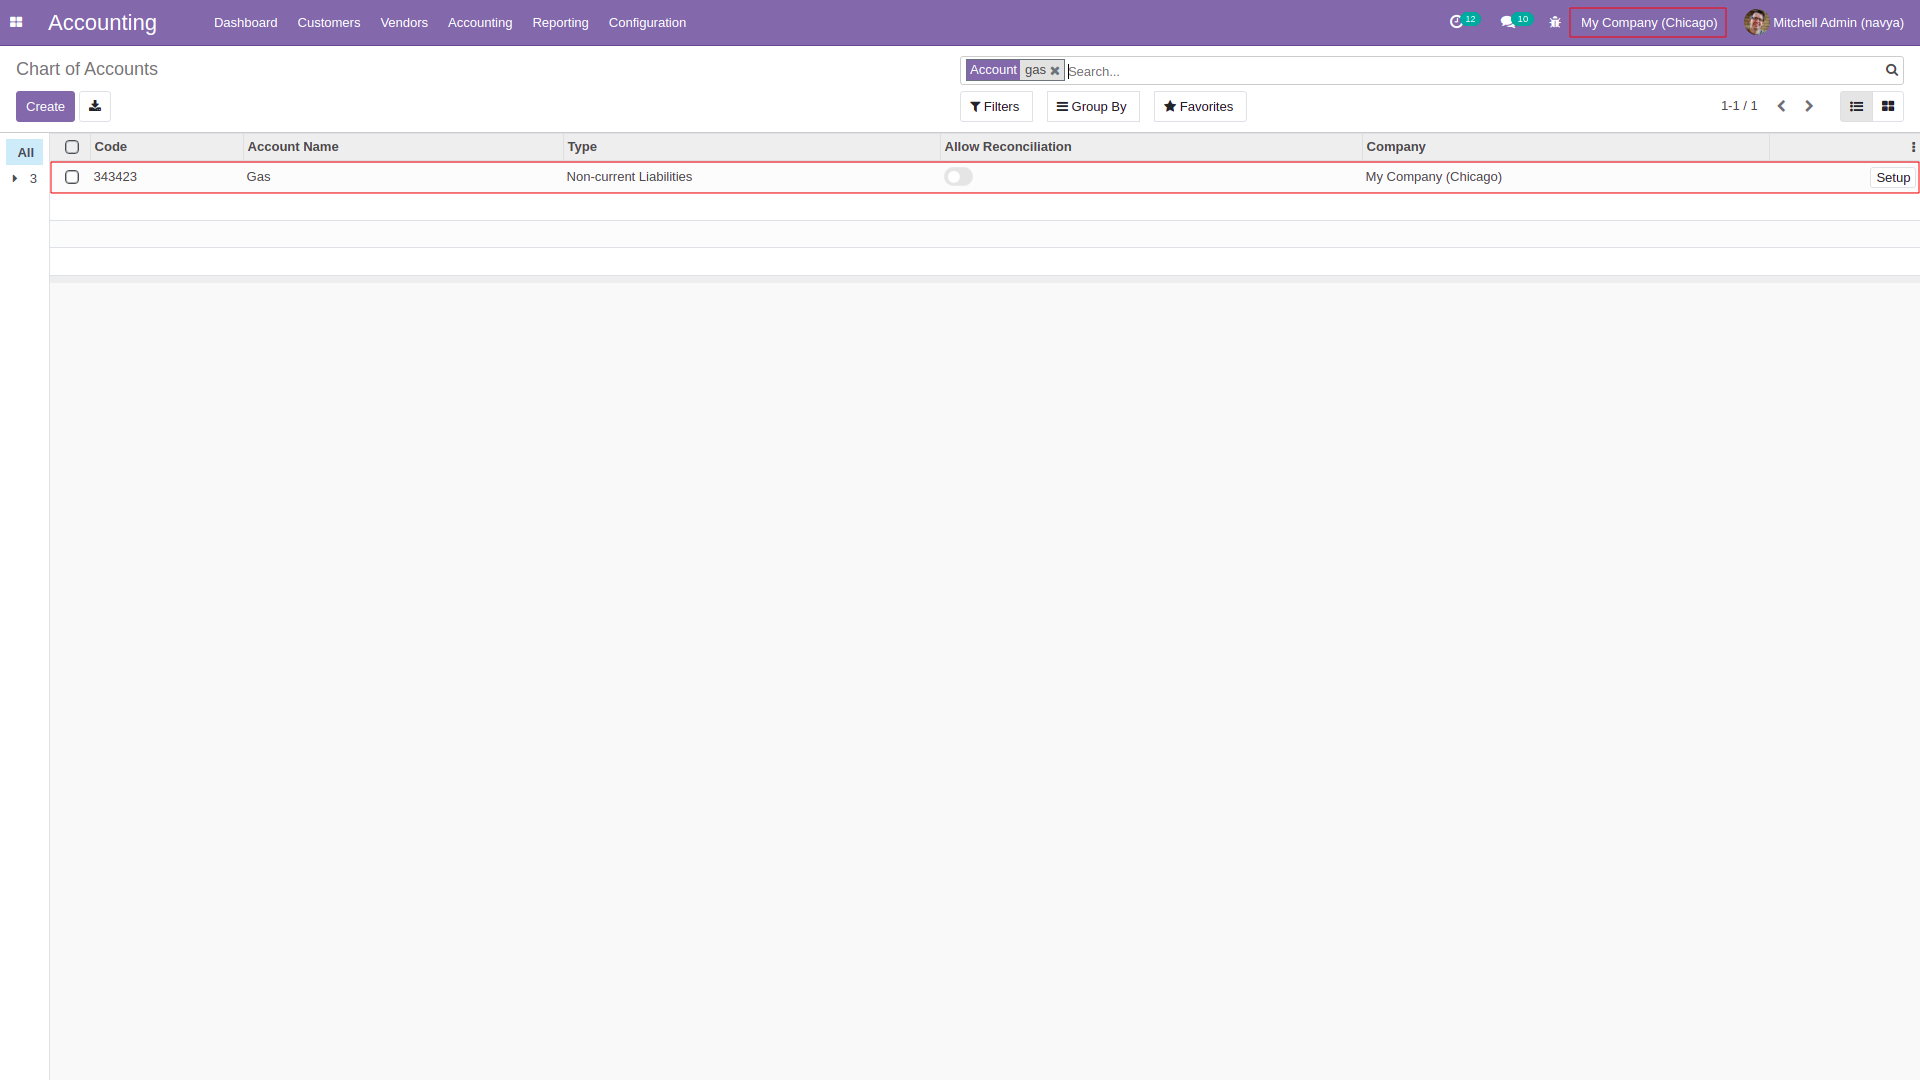 Accounting Dashboard Customers Vendors Accounting Reporting Configuration 12 10 My Company (Chicago) Mitchell Admin (navya)
Chart of Accounts Account gas Search...
Create Filters Group By Favorites 1-1 / 1
All Code Account Name Type Allow Reconciliation Company
3 343423 Gas Non-current Liabilities My Company (Chicago) Setup